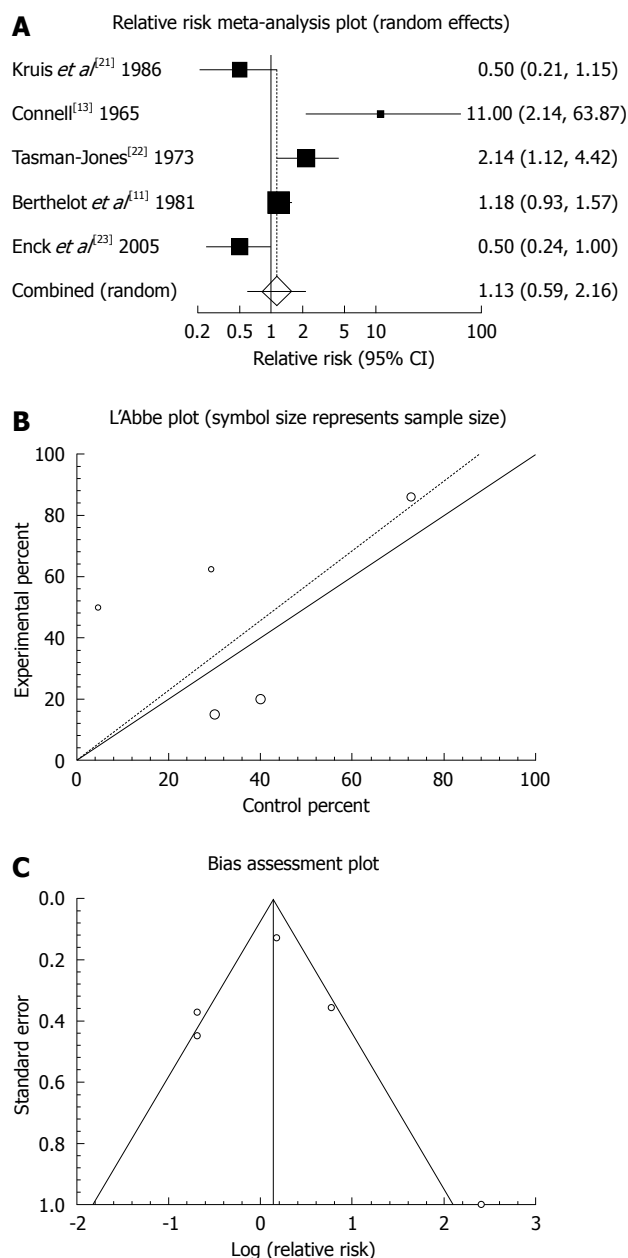 A Relative risk meta-analysis plot (random effects)
Kruis et al[21] 1986 0.50 (0.21, 1.15)
Connell[13] 1965 11.00 (2.14, 63.87)
Tasman-Jones[22] 1973 2.14 (1.12, 4.42)
Berthelot et al[11] 1981 1.18 (0.93, 1.57)
Enck et al[23] 2005 0.50 (0.24, 1.00)
Combined (random) 1.13 (0.59, 2.16)
0.2 0.5 1 2 5 10 100
Relative risk (95% CI)
B L'Abbe plot (symbol size represents sample size)
100
80
60
40
20
0
Experimental percent
0 20 40 60 80 100
Control percent
C Bias assessment plot
0.0
0.2
0.4
0.6
0.8
1.0
Standard error
-2 -1 0 1 2 3
Log (relative risk)